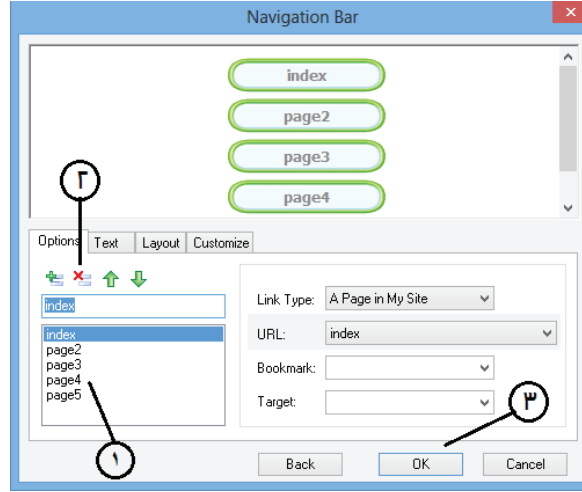 Navigation Bar
index
page2
page3
page4
Options Text Layout Customize
index
index
page2
page3
page4
page5
Link Type: A Page in My Site
URL: index
Bookmark:
Target:
Back OK Cancel
٢
١
٣